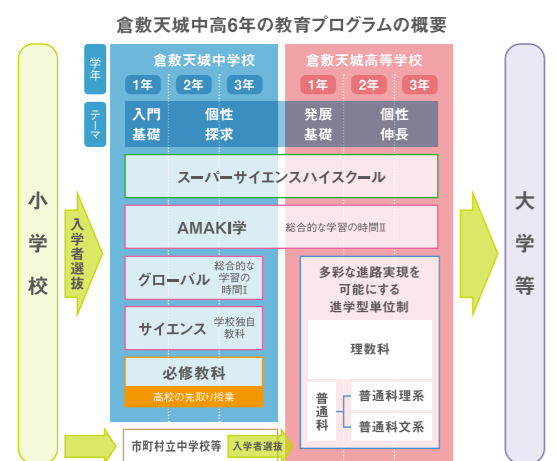 倉敷天城中高6年の教育プログラムの概要
学年
倉敷天城中学校
倉敷天城高等学校
1年
2年
3年
1年
2年
3年
テーマ
入門
基礎
個性
探求
発展
基礎
個性
伸長
小学校
入学者選抜
スーパーサイエンスハイスクール
AMAKI学
総合的な学習の時間Ⅱ
グローバル
総合的な
学習の
時間Ⅰ
サイエンス
学校独自
教科
必修教科
高校の先取り授業
多彩な進路実現を
可能にする
進学型単位制
理数科
普通科
普通科理系
普通科文系
市町村立中学校等
入学者選抜
大学等